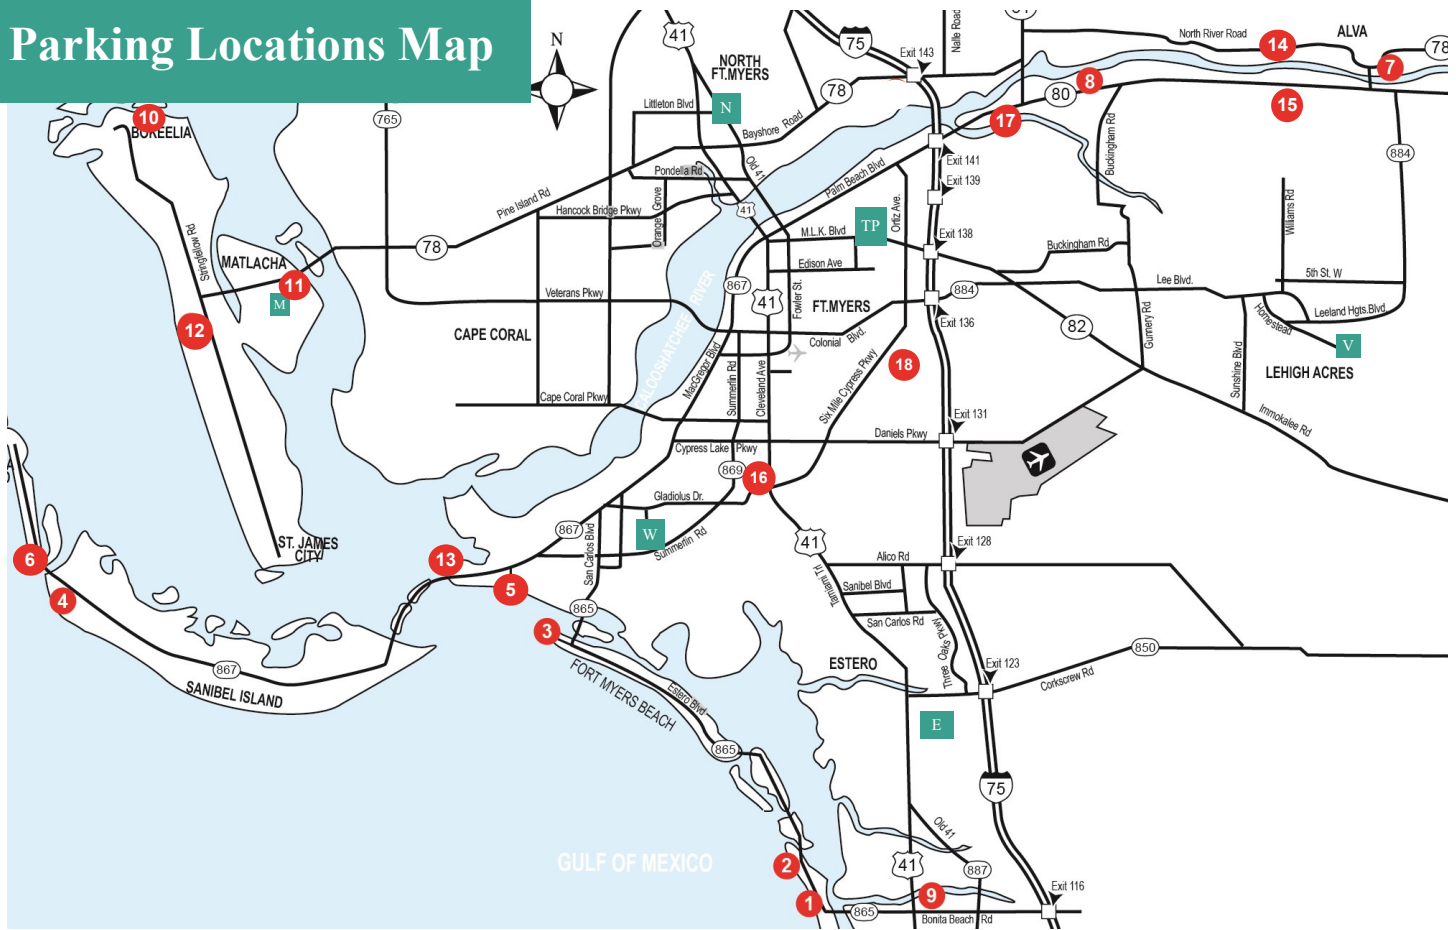 Parking Locations Map
N
41
NORTH
FT.MYERS
N
Littleton Blvd
Bayshore Road
78
75
Exit 143
Nalle Road
North River Road
14
ALVA
7
78
8
80
17
15
884
Buckingham Rd
10
BOKEELIA
765
Pondella Rd
Old 41
Pine Island Rd
Hancock Bridge Pkwy
Orange Grove
41
Palm Beach Blvd
Exit 141
Exit 139
Ortiz Ave.
TP
M.L.K. Blvd
Exit 138
Buckingham Rd
Williams Rd
Stringfellow Rd
MATLACHA
78
11
M
12
Edison Ave
867
41
Fowler St.
FT.MYERS
884
Lee Blvd.
5th St. W
Veterans Pkwy
CALOOSAHATCHEE RIVER
CAPE CORAL
Colonial Blvd.
Exit 136
82
Gunnery Rd
Homestead
Leeland Hgts.Blvd
V
LEHIGH ACRES
Sunshine Blvd
MacGregor Blvd
Summerlin Rd
Cleveland Ave
Six Mile Cypress Pkwy
18
Cape Coral Pkwy
Immokalee Rd
Exit 131
Daniels Pkwy
Cypress Lake Pkwy
869
16
Gladiolus Dr.
W
Summerlin Rd
867
San Carlos Blvd
41
Exit 128
Alico Rd
ST. JAMES
CITY
6
4
13
5
3
865
Tamiami Trl
Sanibel Blvd
San Carlos Rd
Three Oaks Pkwy
ESTERO
Exit 123
Corkscrew Rd
850
867
SANIBEL ISLAND
FORT MYERS BEACH
Estero Blvd
E
865
75
Old 41
GULF OF MEXICO
2
1
41
887
9
Exit 116
865
Bonita Beach Rd